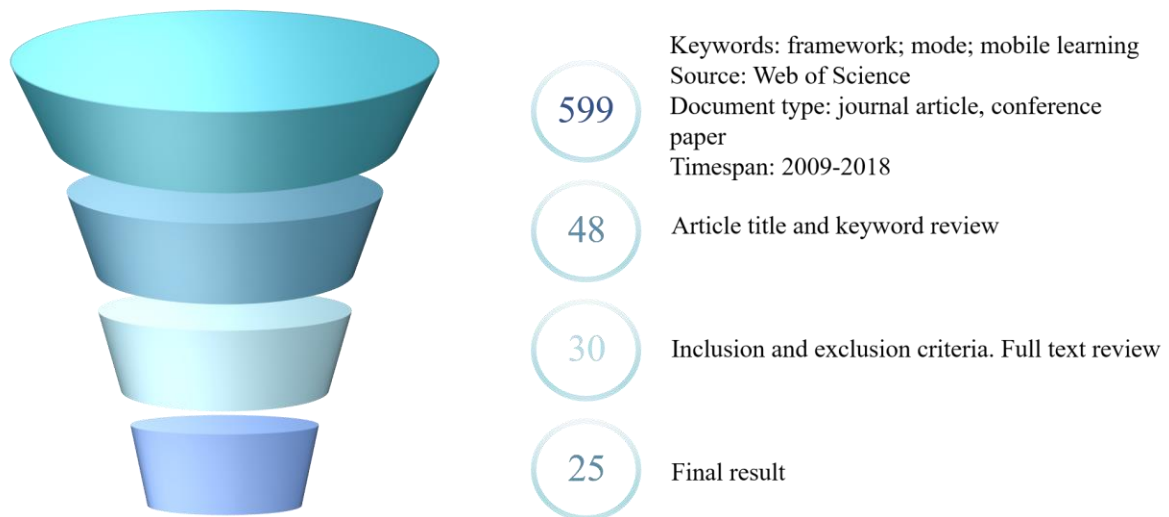 599
Keywords: framework; mode; mobile learning
Source: Web of Science
Document type: journal article, conference
paper
Timespan: 2009-2018
48
Article title and keyword review
30
Inclusion and exclusion criteria. Full text review
25
Final result